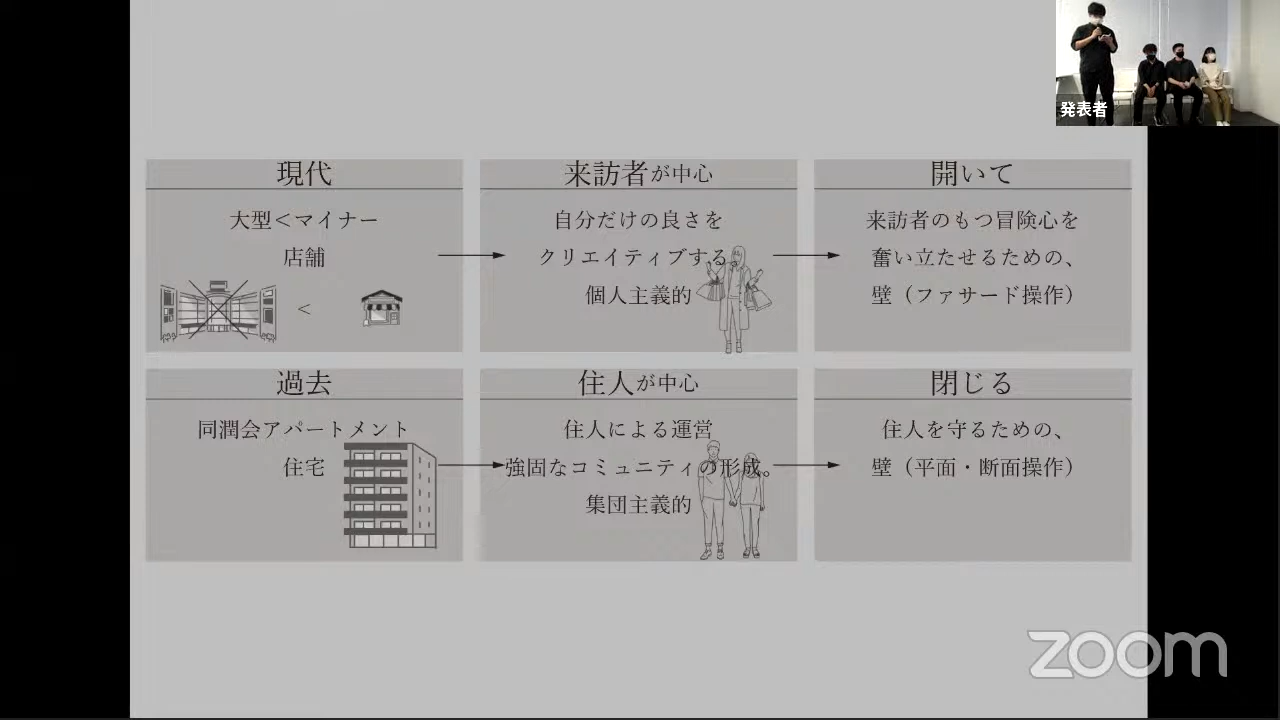 発表者
現代
大型<マイナー
店舗
<
来訪者が中心
自分だけの良さを
クリエイティブする
個人主義的
開いて
来訪者のもつ冒険心を
奮い立たせるための、
壁（ファサード操作）
過去
同潤会アパートメント
住宅
住人が中心
住人による運営
強固なコミュニティの形成。
集団主義的
閉じる
住人を守るための、
壁（平面・断面操作）
zoom